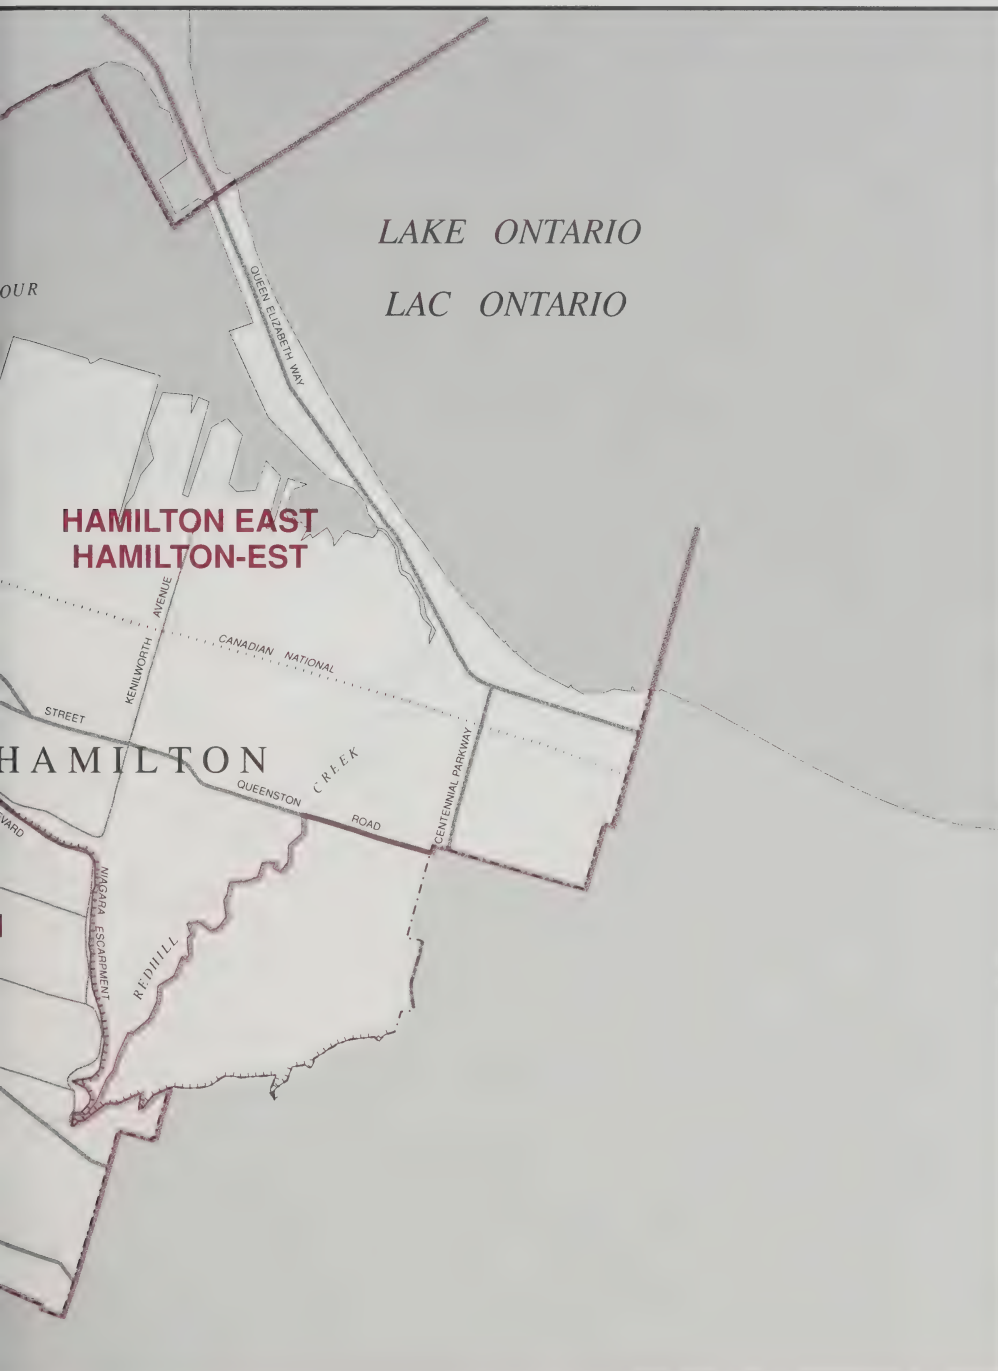 LAKE ONTARIO
LAC ONTARIO
OUR
QUEEN ELIZABETH WAY
HAMILTON EAST
HAMILTON-EST
KENILWORTH AVENUE
CANADIAN NATIONAL
STREET
HAMILTON
QUEENSTON ROAD
CENTENNIAL PARKWAY
REDHILL CREEK
VARD
NIAGARA ESCARPMENT